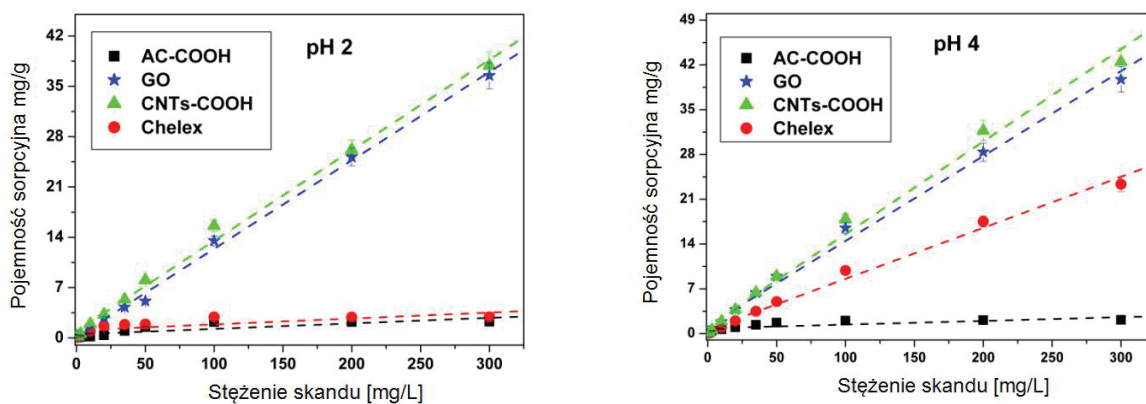 pH 2
AC-COOH
GO
CNTs-COOH
Chelex
Pojemność sorpcyjna mg/g
42
35
28
21
14
7
0
0 50 100 150 200 250 300
Stężenie skandu [mg/L]
pH 4
AC-COOH
GO
CNTs-COOH
Chelex
Pojemność sorpcyjna mg/g
49
42
35
28
21
14
7
0
0 50 100 150 200 250 300
Stężenie skandu [mg/L]